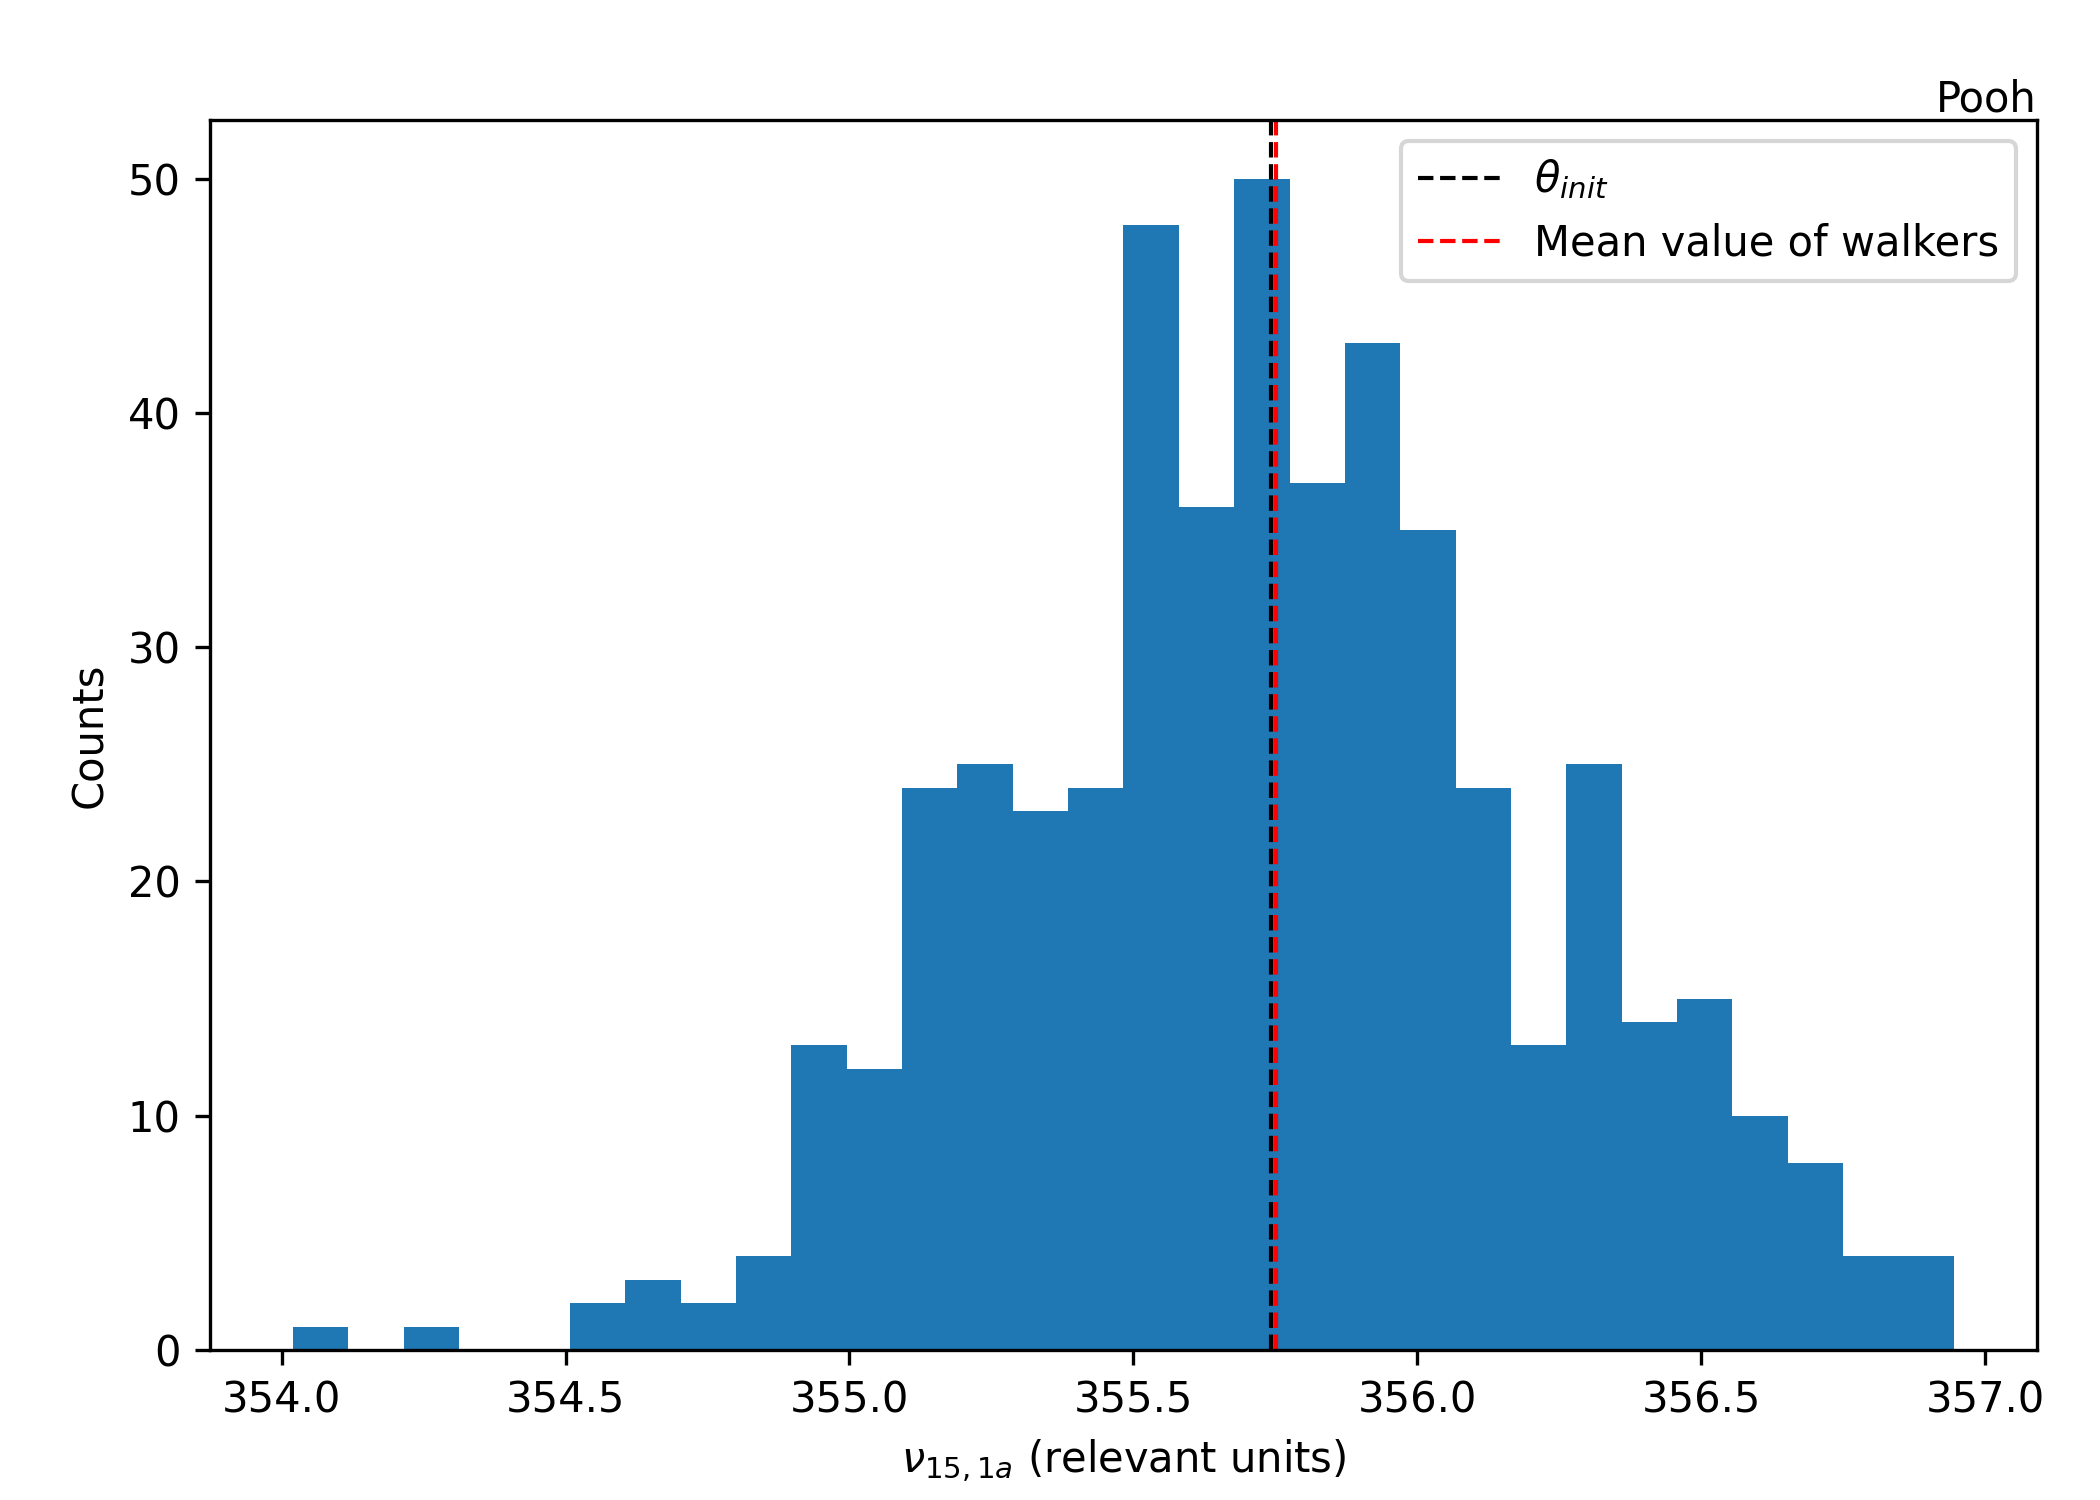 Pooh
θ_init
Mean value of walkers
50
40
30
20
10
0
Counts
354.0 354.5 355.0 355.5 356.0 356.5 357.0
ν_15,1a (relevant units)